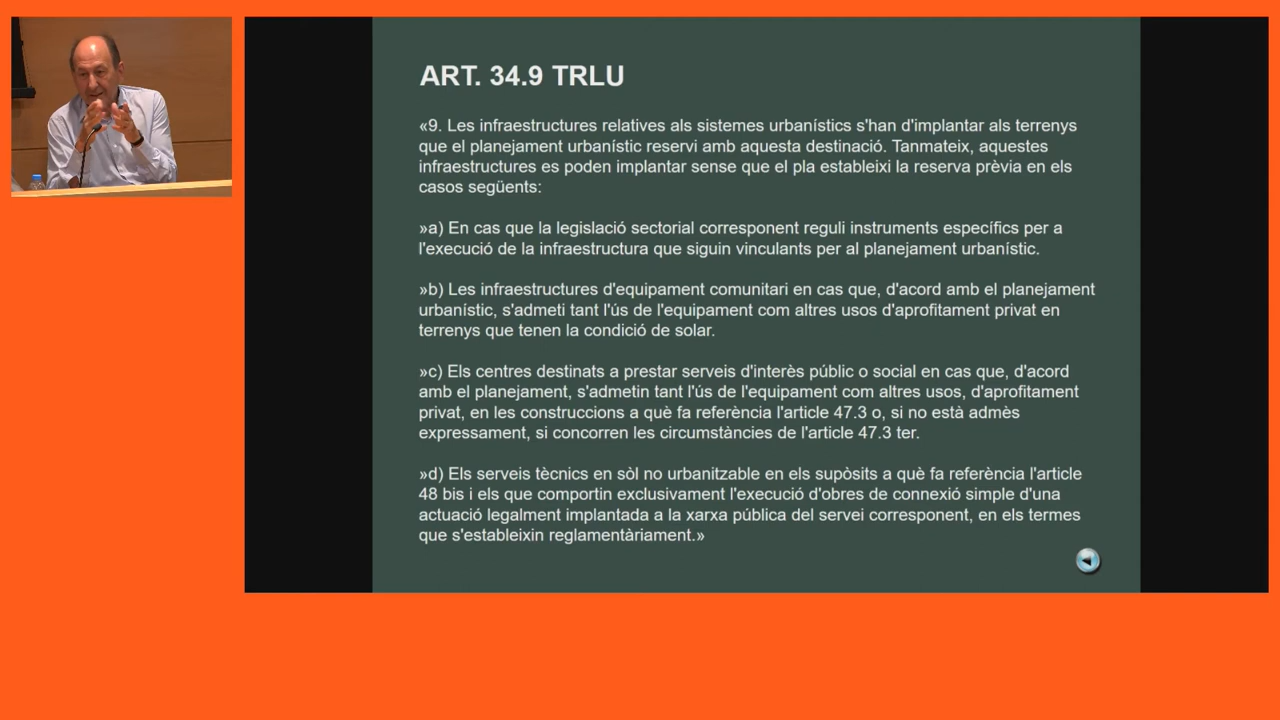 ART. 34.9 TRLU
«9. Les infraestructures relatives als sistemes urbanístics s'han d'implantar als terrenys
que el planejament urbanístic reservi amb aquesta destinació. Tanmateix, aquestes
infraestructures es poden implantar sense que el pla estableixi la reserva prèvia en els
casos següents:
»a) En cas que la legislació sectorial corresponent reguli instruments específics per a
l'execució de la infraestructura que siguin vinculants per al planejament urbanístic.
»b) Les infraestructures d'equipament comunitari en cas que, d'acord amb el planejament
urbanístic, s'admeti tant l'ús de l'equipament com altres usos d'aprofitament privat en
terrenys que tenen la condició de solar.
»c) Els centres destinats a prestar serveis d'interès públic o social en cas que, d'acord
amb el planejament, s'admetin tant l'ús de l'equipament com altres usos, d'aprofitament
privat, en les construccions a què fa referència l'article 47.3 o, si no està admès
expressament, si concorren les circumstàncies de l'article 47.3 ter.
»d) Els serveis tècnics en sòl no urbanitzable en els supòsits a què fa referència l'article
48 bis i els que comportin exclusivament l'execució d'obres de connexió simple d'una
actuació legalment implantada a la xarxa pública del servei corresponent, en els termes
que s'estableixin reglamentàriament.»